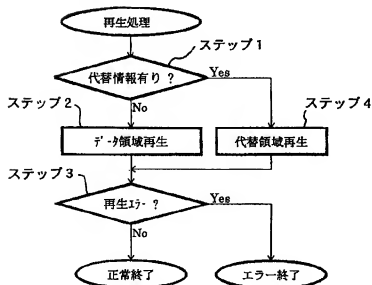 再生処理
ステップ1
代替情報有り ?
Yes
No
ステップ2
ステップ4
ﾃﾞｰﾀ領域再生
代替領域再生
ステップ3
再生ｴﾗｰ ?
Yes
No
正常終了
エラー終了